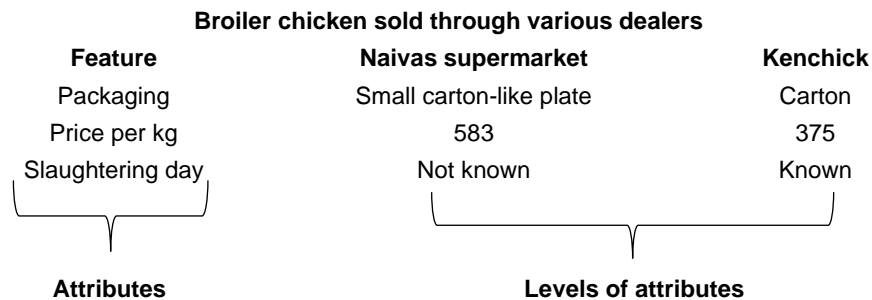 Broiler chicken sold through various dealers
Feature Naivas supermarket Kenchick
Packaging Small carton-like plate Carton
Price per kg 583 375
Slaughtering day Not known Known
Attributes Levels of attributes